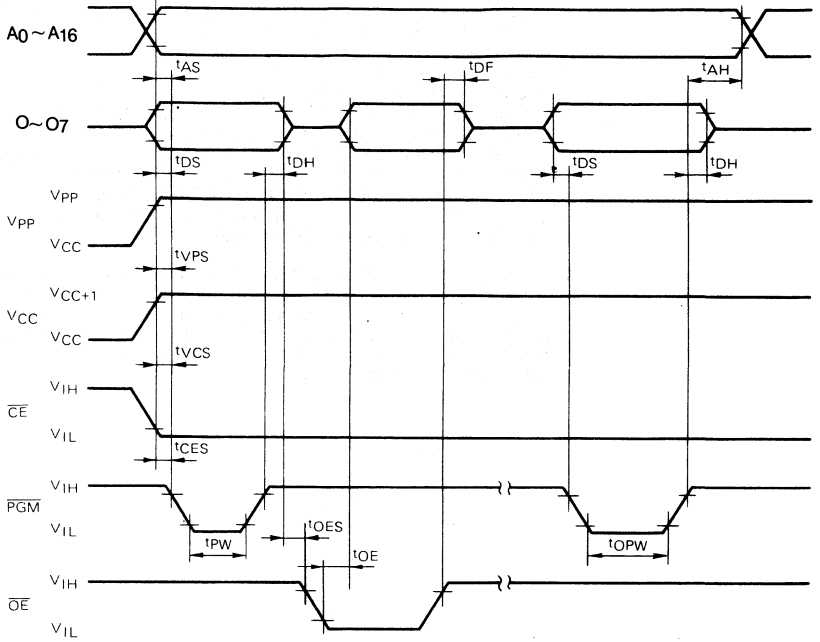 A0~A16
tAS
tDF
tAH
O~O7
tDS
tDH
tDS
tDH
VPP
VPP
VCC
tVPS
VCC+1
VCC
VCC
tVCS
VIH
CE
VIL
tCES
VIH
PGM
VIL
tPW
tOES
tOPW
tOE
VIH
OE
VIL